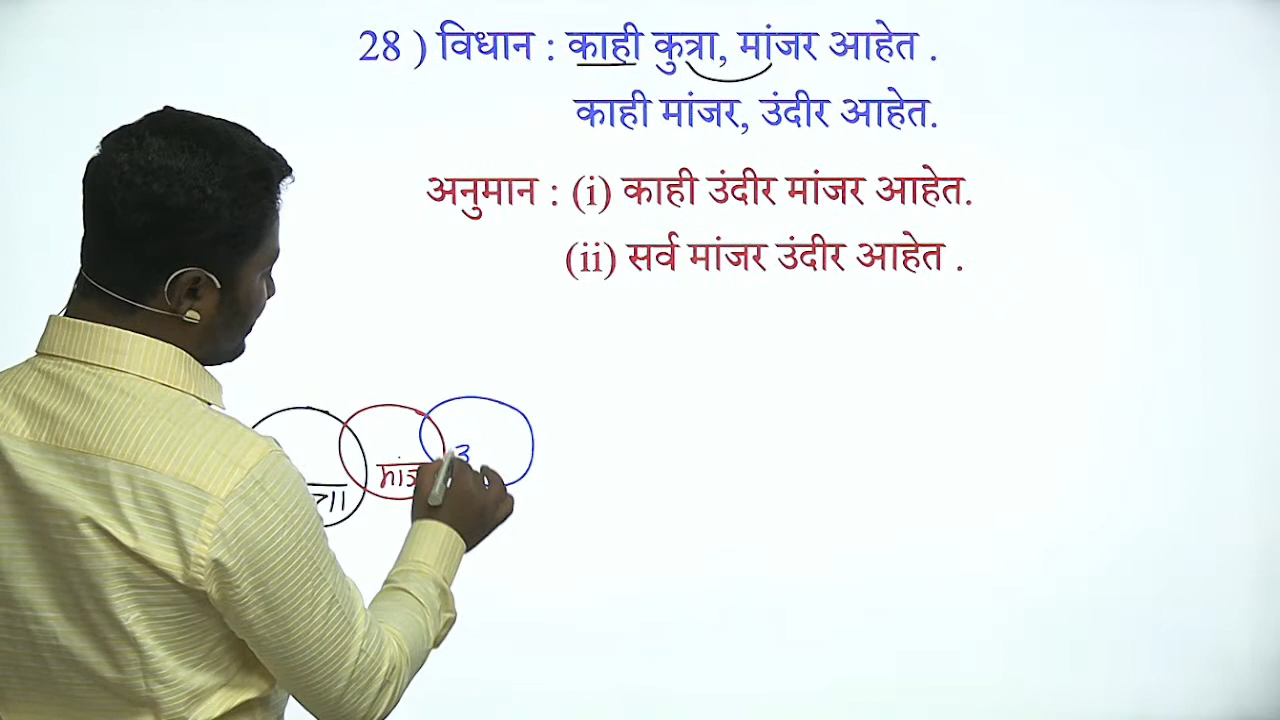 28 ) विधान : काही कुत्रा, मांजर आहेत .
काही मांजर, उंदीर आहेत.
अनुमान : (i) काही उंदीर मांजर आहेत.
(ii) सर्व मांजर उंदीर आहेत .